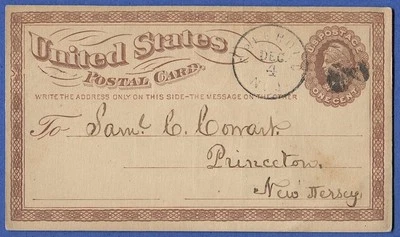 United States
Postal Card.
WRITE THE ADDRESS ONLY ON THIS SIDE-THE MESSAGE ON THE OTHER
DEC
4
N.J.
U.S. POSTAGE
ONE CENT
To Saml. C. Cowart
Princeton,
New Jersey